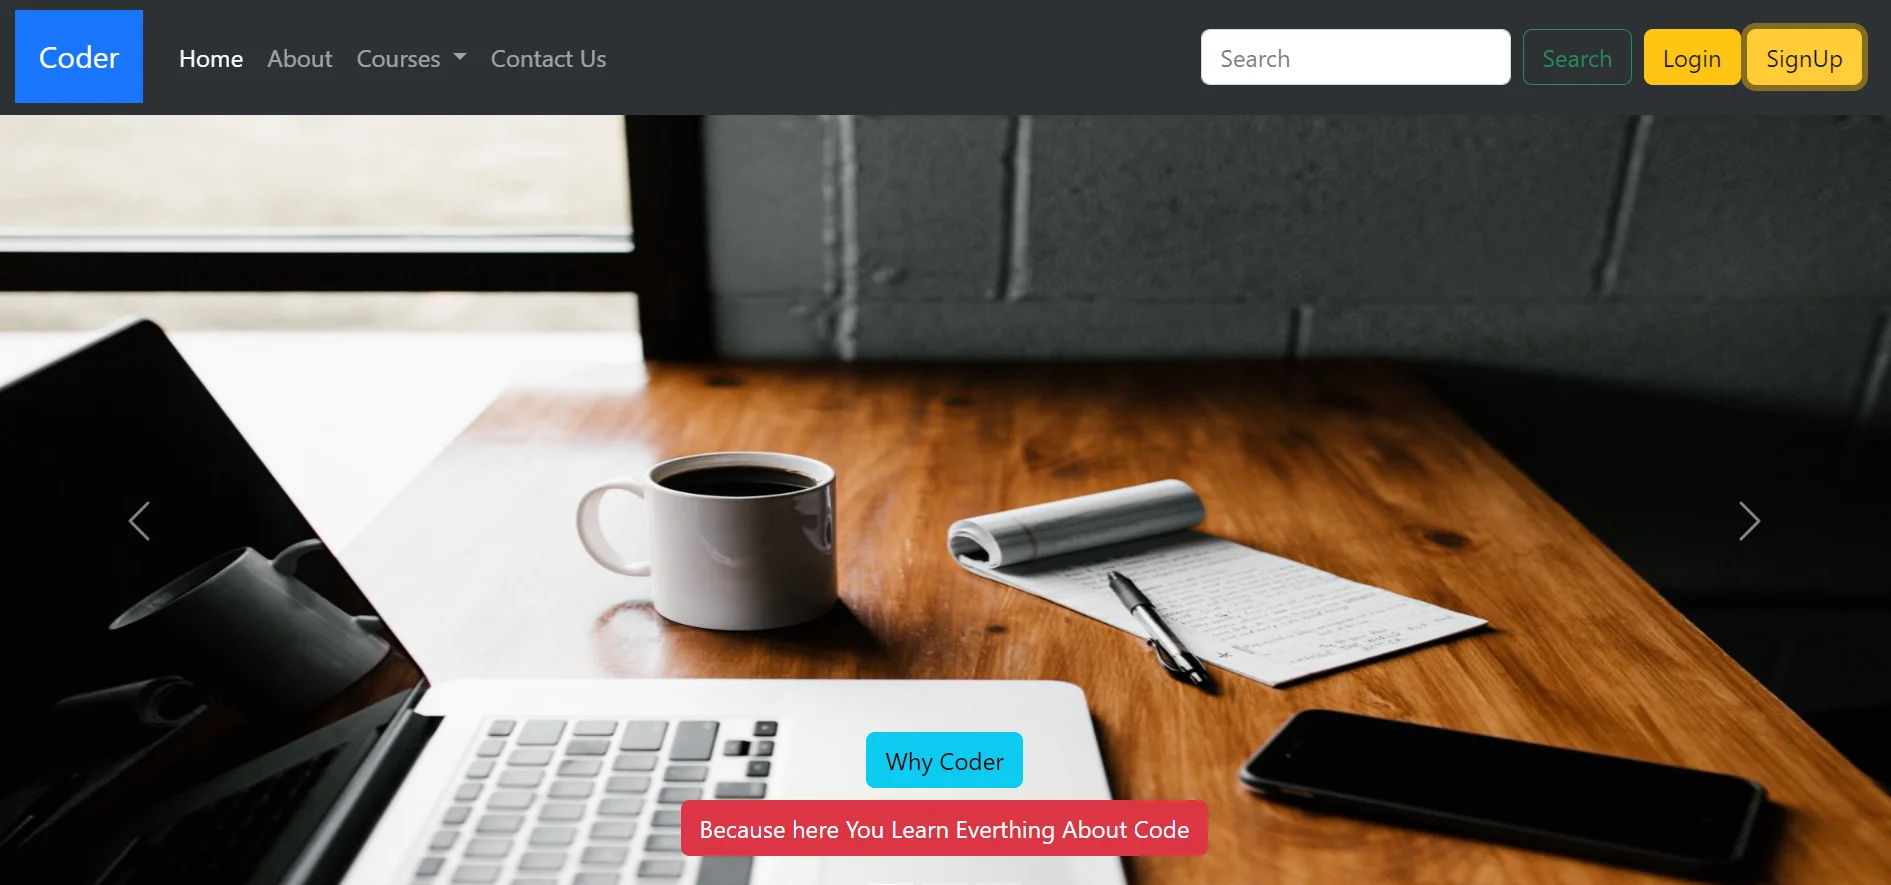 Coder
Home About Courses Contact Us
Search
Search
Login
SignUp
Why Coder
Because here You Learn Everthing About Code